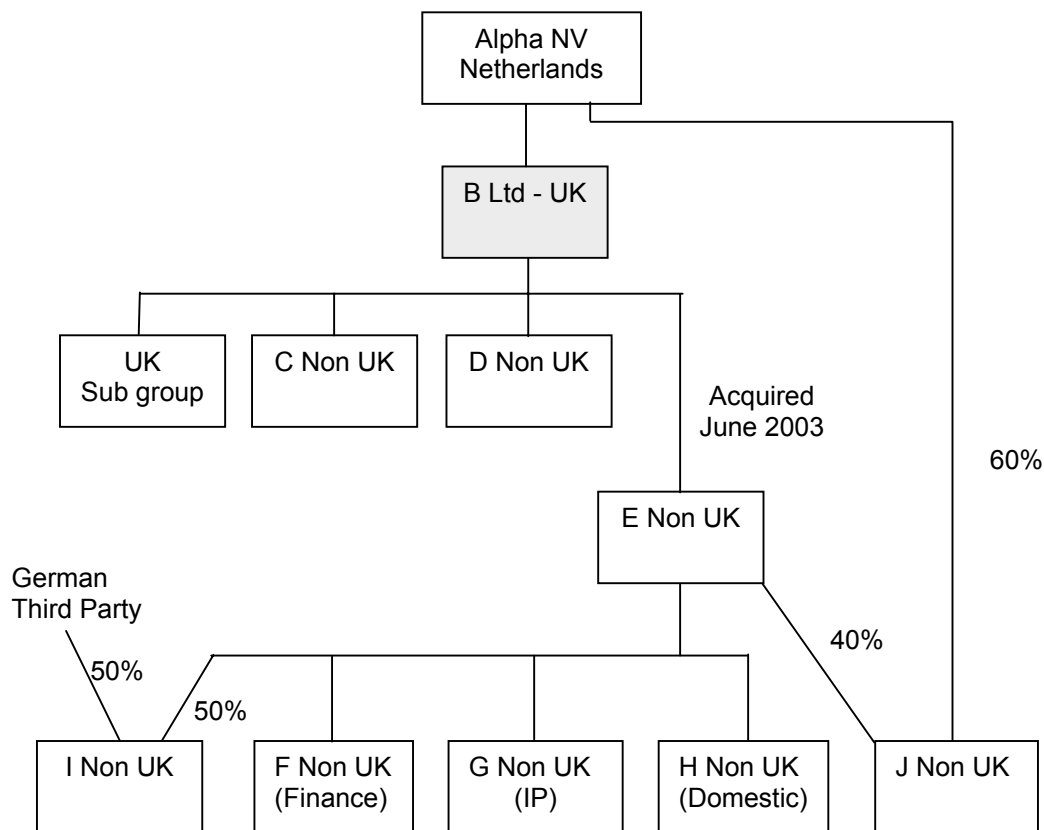 Alpha NV
Netherlands
B Ltd - UK
UK
Sub group
C Non UK
D Non UK
Acquired
June 2003
60%
E Non UK
German
Third Party
50%
50%
40%
I Non UK
F Non UK
(Finance)
G Non UK
(IP)
H Non UK
(Domestic)
J Non UK